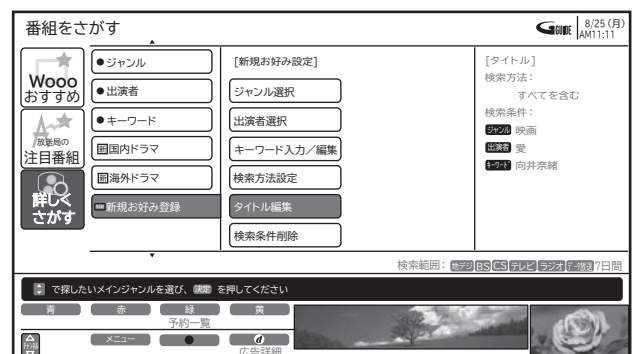 番組をさがす
GGUIDE
8/25(月)
AM11:11
Wooo
おすすめ
放送局の
注目番組
詳しく
さがす
●ジャンル
●出演者
●キーワード
国内ドラマ
海外ドラマ
新規お好み登録
[新規お好み設定]
ジャンル選択
出演者選択
キーワード入力／編集
検索方法設定
タイトル編集
検索条件削除
[タイトル]
検索方法：
すべてを含む
検索条件：
ジャンル 映画
出演者 愛
キーワード 向井奈緒
検索範囲：地デジ BS CS テレビ ラジオ データ放送 7日間
で探したいメインジャンルを選び、決定 を押してください
青 赤 緑 黄
予約一覧
チャンネル メニュー ● d
広告詳細